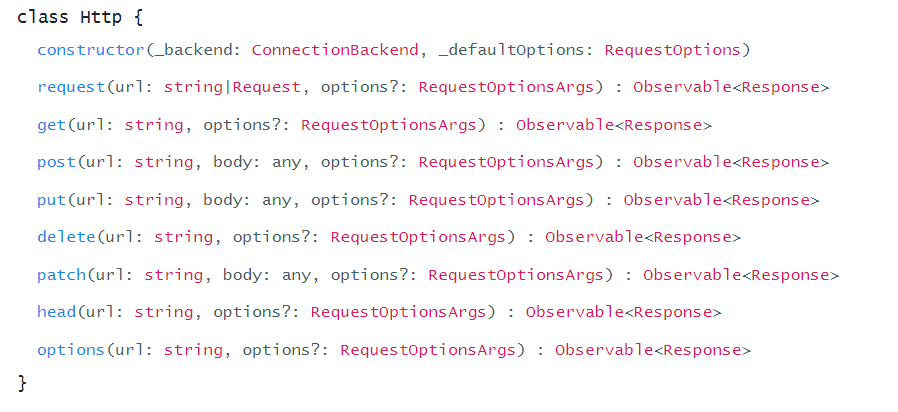 class Http {
constructor(_backend: ConnectionBackend, _defaultOptions: RequestOptions)
request(url: string|Request, options?: RequestOptionsArgs) : Observable<Response>
get(url: string, options?: RequestOptionsArgs) : Observable<Response>
post(url: string, body: any, options?: RequestOptionsArgs) : Observable<Response>
put(url: string, body: any, options?: RequestOptionsArgs) : Observable<Response>
delete(url: string, options?: RequestOptionsArgs) : Observable<Response>
patch(url: string, body: any, options?: RequestOptionsArgs) : Observable<Response>
head(url: string, options?: RequestOptionsArgs) : Observable<Response>
options(url: string, options?: RequestOptionsArgs) : Observable<Response>
}